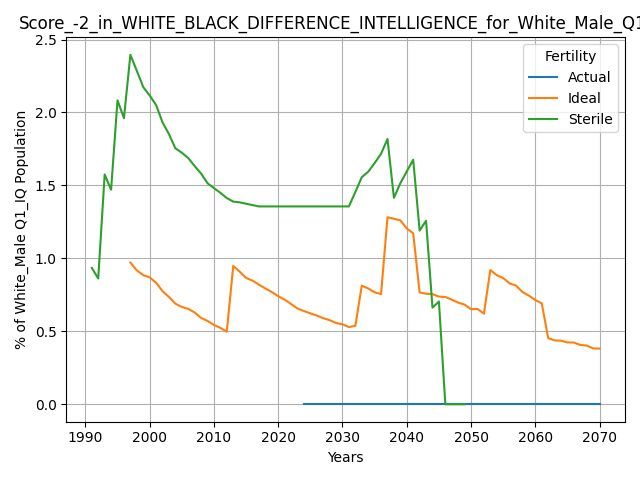 Score_-2_in_WHITE_BLACK_DIFFERENCE_INTELLIGENCE_for_White_Male_Q1
2.5
2.0
1.5
1.0
0.5
0.0
% of White_Male Q1_IQ Population
Fertility
Actual
Ideal
Sterile
1990 2000 2010 2020 2030 2040 2050 2060 2070
Years